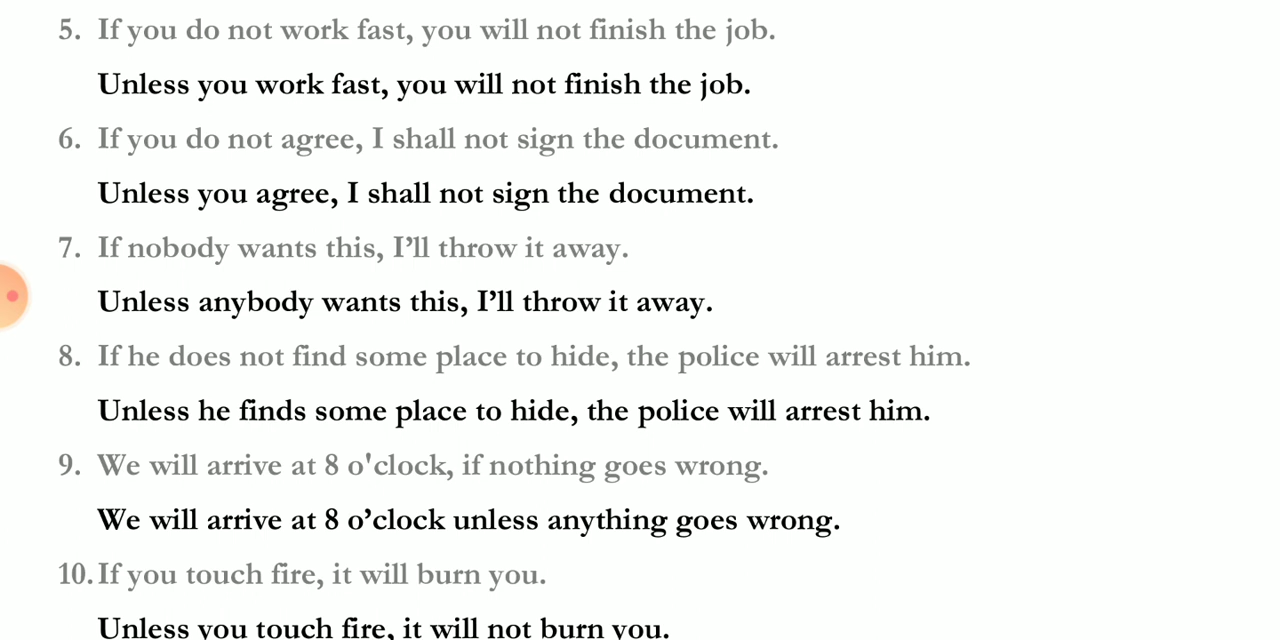 5. If you do not work fast, you will not finish the job.
Unless you work fast, you will not finish the job.
6. If you do not agree, I shall not sign the document.
Unless you agree, I shall not sign the document.
7. If nobody wants this, I’ll throw it away.
Unless anybody wants this, I’ll throw it away.
8. If he does not find some place to hide, the police will arrest him.
Unless he finds some place to hide, the police will arrest him.
9. We will arrive at 8 o'clock, if nothing goes wrong.
We will arrive at 8 o’clock unless anything goes wrong.
10. If you touch fire, it will burn you.
Unless you touch fire, it will not burn you.